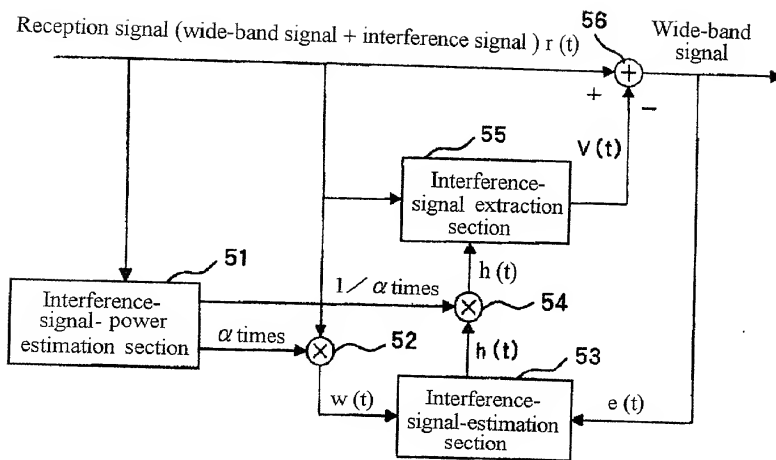 Reception signal (wide-band signal + interference signal ) r (t)
56
Wide-band
signal
+
+
−
55
V (t)
Interference-
signal extraction
section
51
1/α times
h (t)
54
Interference-
signal- power
estimation section
α times
×
×
52
h (t)
53
w (t)
Interference-
signal-estimation
section
e (t)